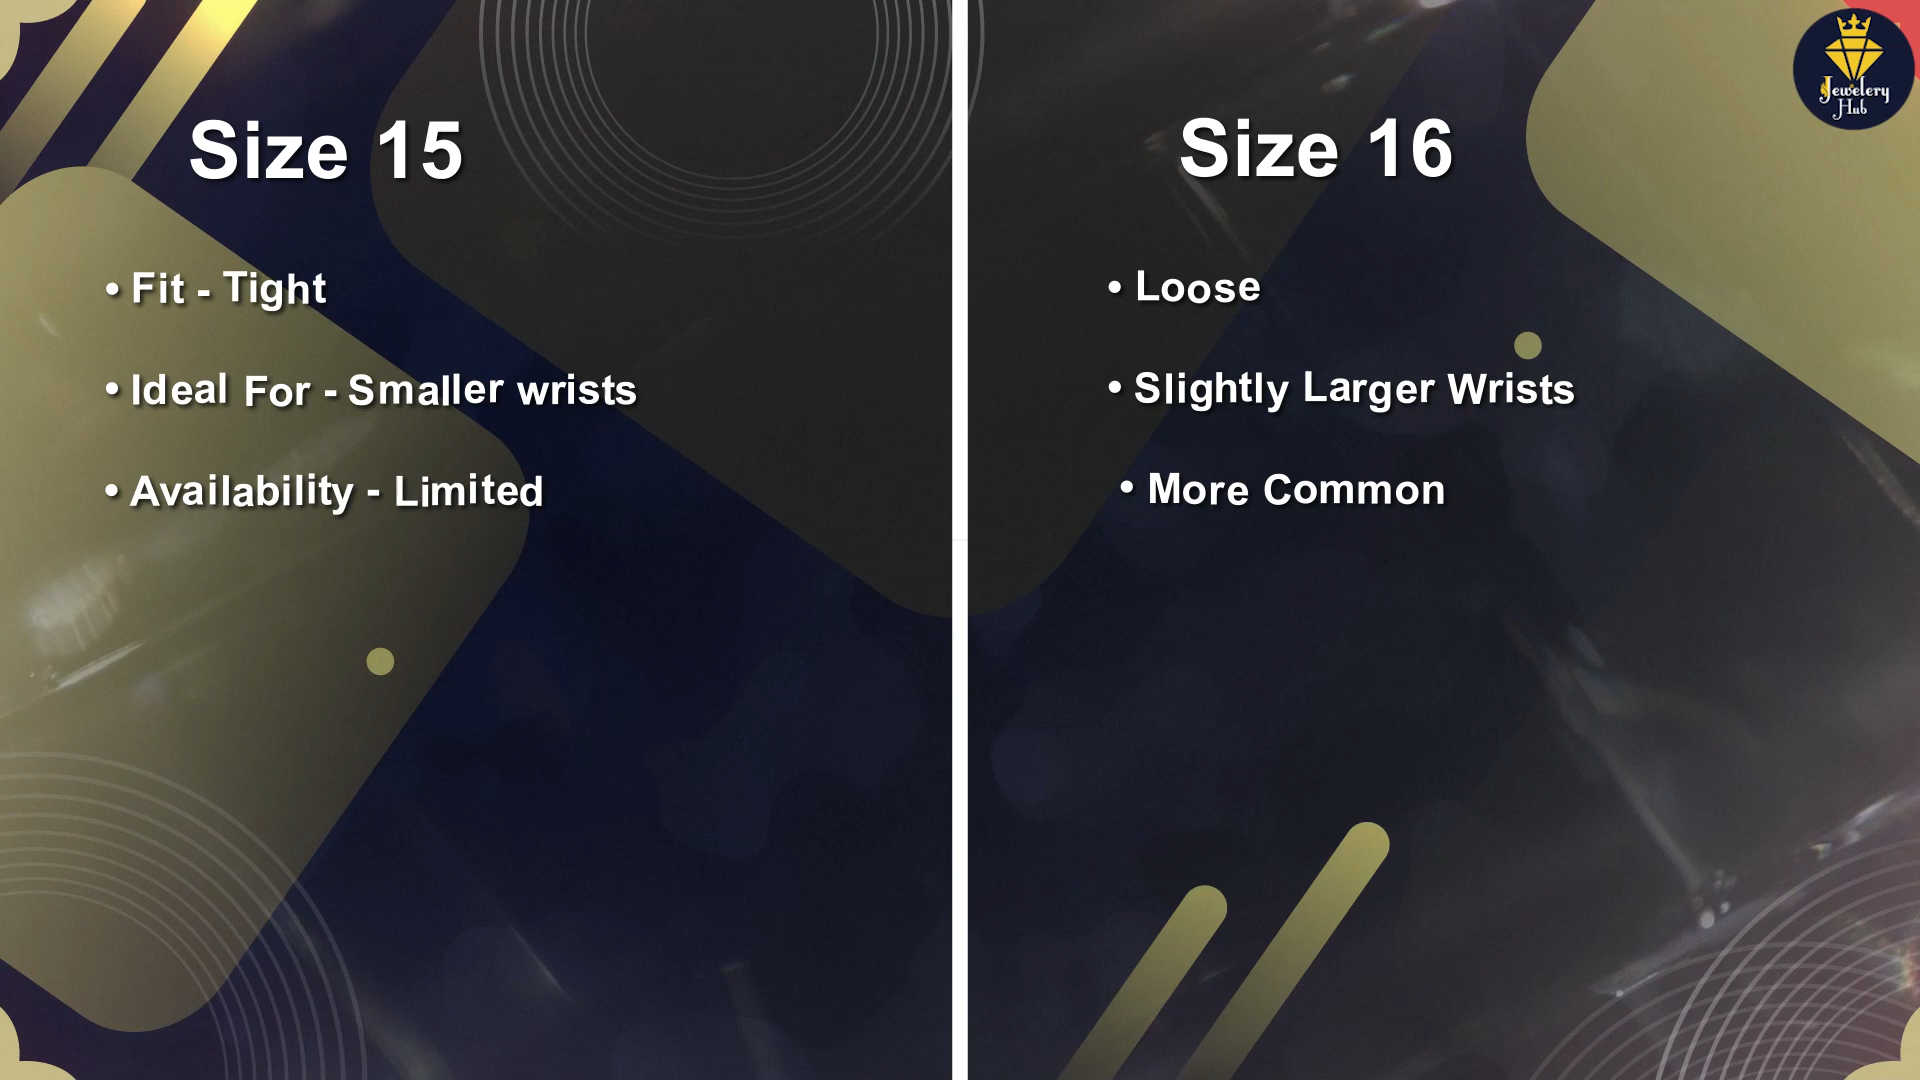 Size 15
• Fit - Tight
• Ideal For - Smaller wrists
• Availability - Limited
Size 16
• Loose
• Slightly Larger Wrists
• More Common
Jewelery
Hub